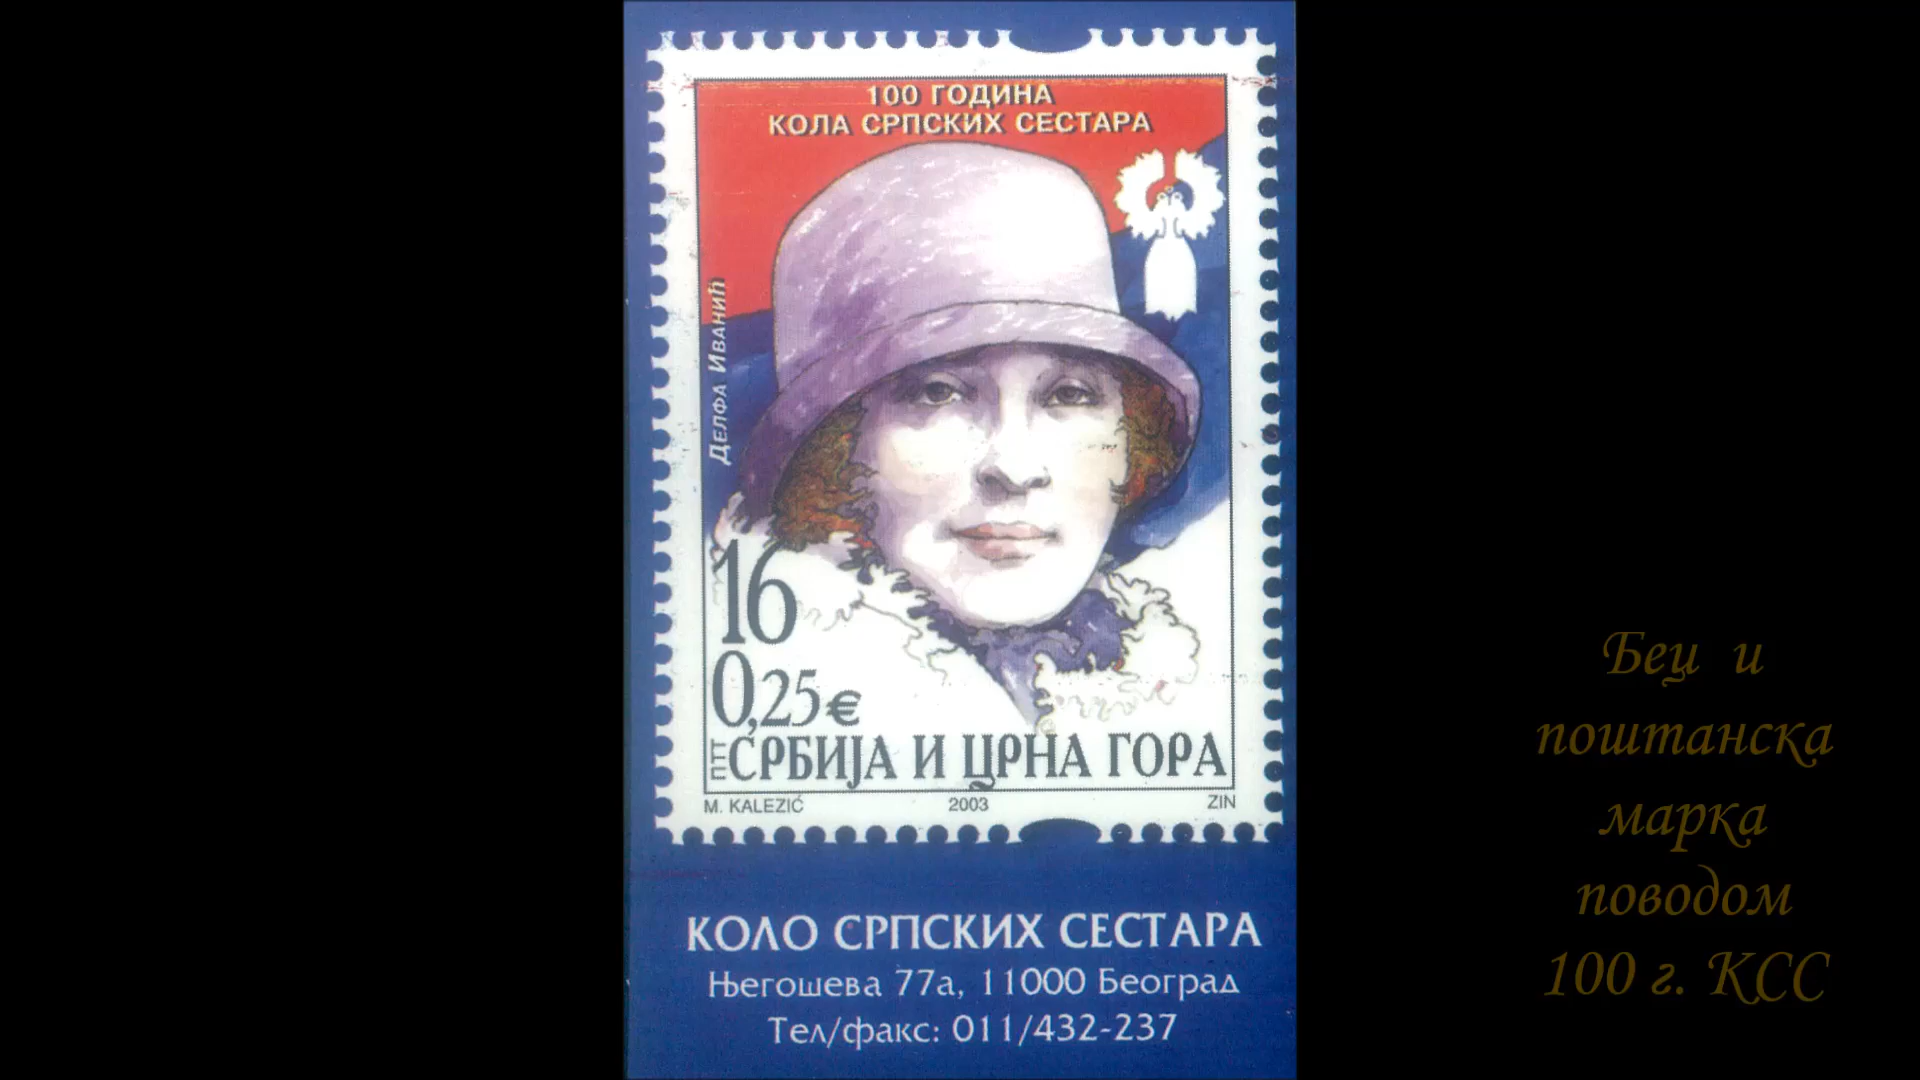 100 ГОДИНА
КОЛА СРПСКИХ СЕСТАРА
Делфа Иванић
16
0,25€
ПТТ СРБИЈА И ЦРНА ГОРА
M. KALEZIĆ 2003 ZIN
КОЛО СРПСКИХ СЕСТАРА
Његошева 77а, 11000 Београд
Тел/факс: 011/432-237
Беџ и
поштанска
марка
поводом
100 г. КСС